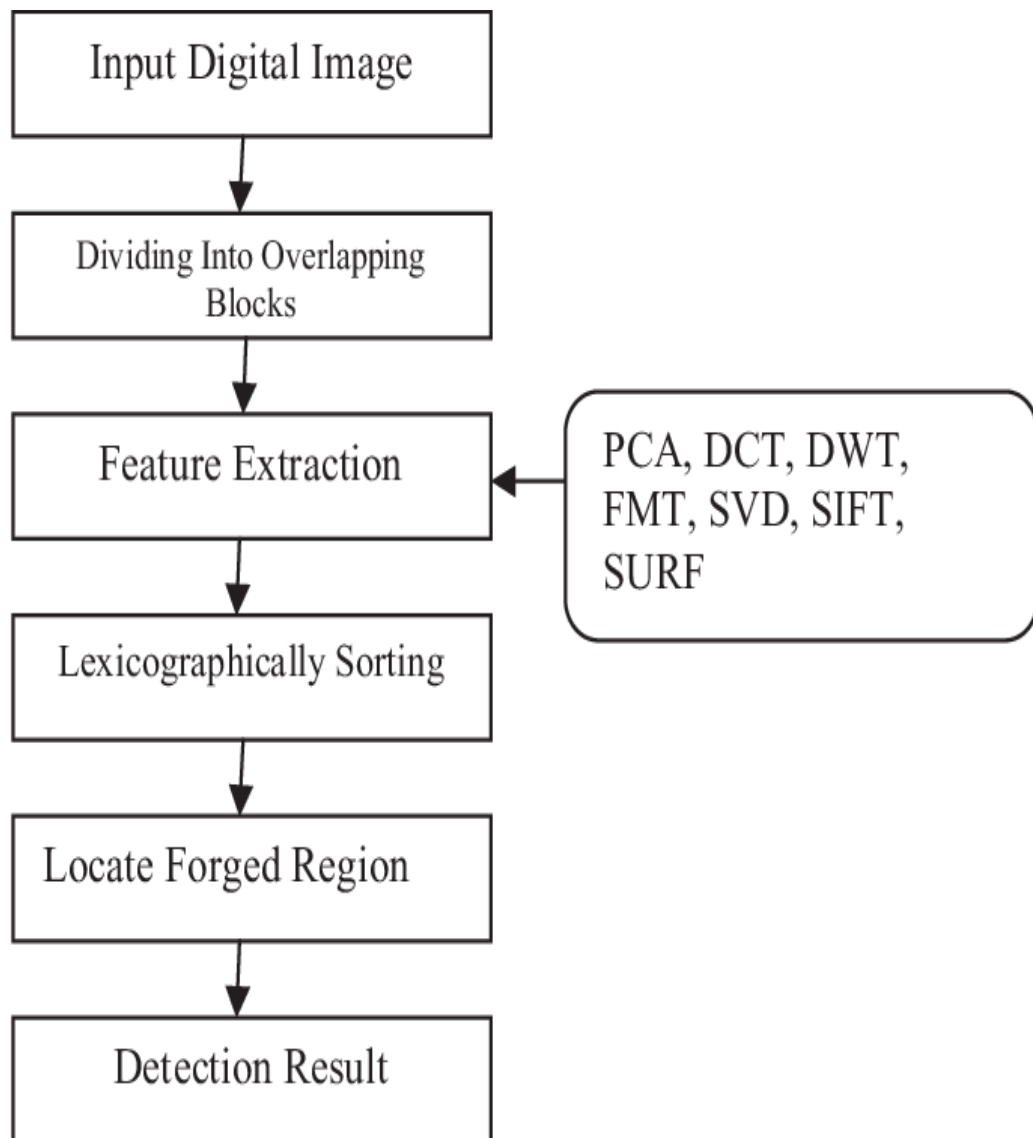 Input Digital Image
Dividing Into Overlapping
Blocks
Feature Extraction
PCA, DCT, DWT,
FMT, SVD, SIFT,
SURF
Lexicographically Sorting
Locate Forged Region
Detection Result